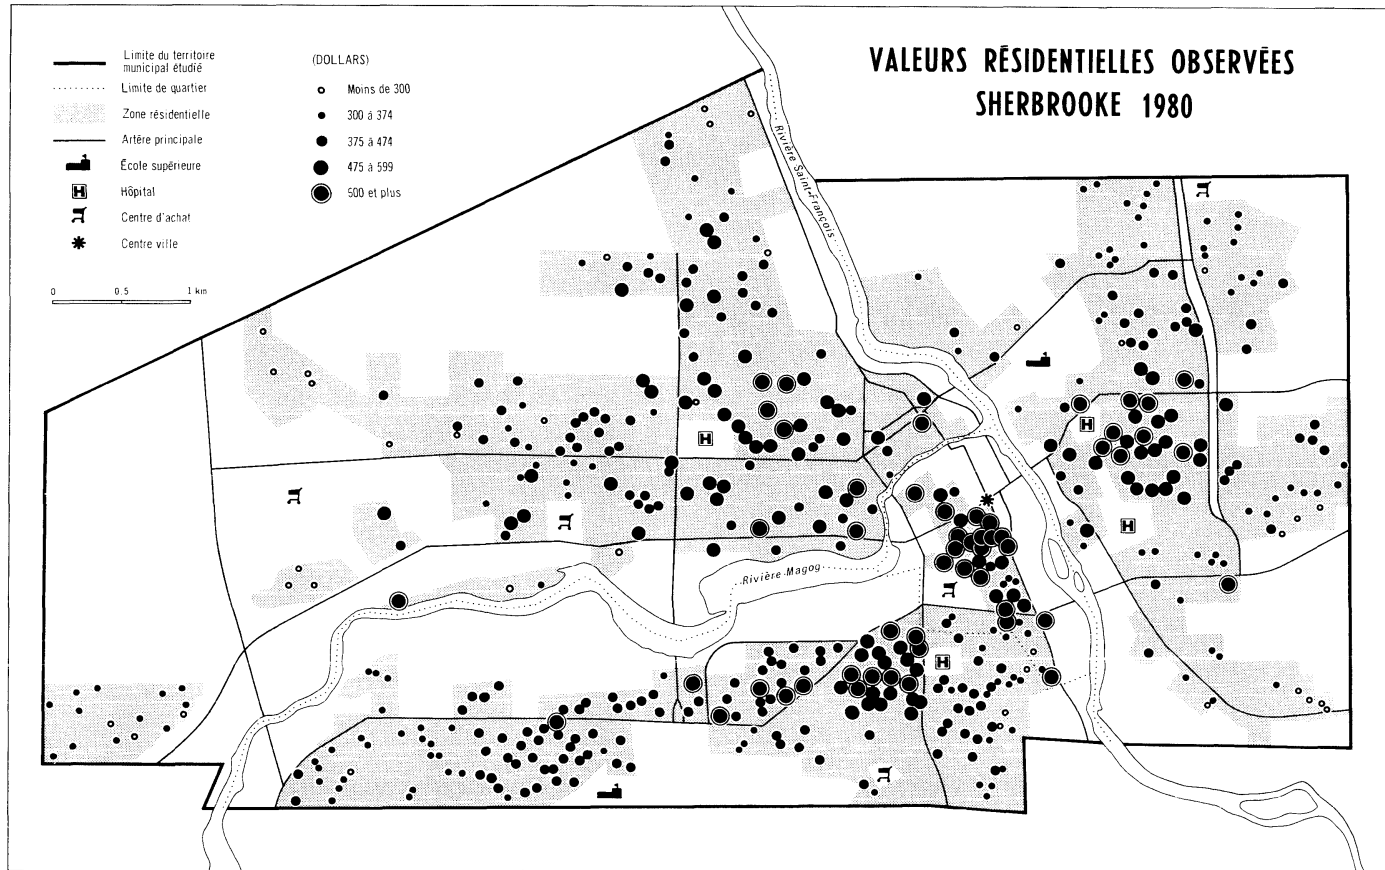 VALEURS RÉSIDENTIELLES OBSERVÉES
SHERBROOKE 1980
Limite du territoire
municipal étudié
Limite de quartier
Zone résidentielle
Artère principale
École supérieure
H
Hôpital
Centre d'achat
Centre ville
0
0.5
1 km
(DOLLARS)
Moins de 300
300 á 374
375 á 474
475 á 599
600 et plus
Rivière Saint-François
Rivière Magog
H
H
H
H